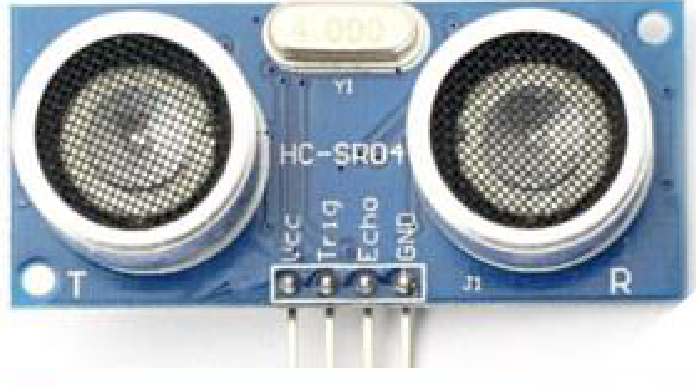 4.000
Y1
HC-SR04
Vcc
Trig
Echo
GND
T
J1
R